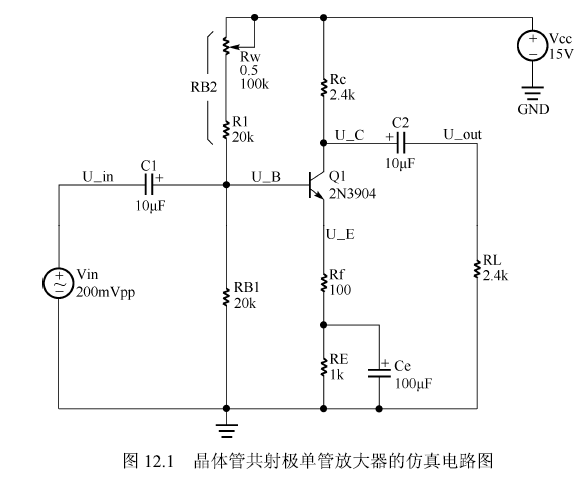 Vcc
15V
GND
Rw
0.5
100k
RB2
R1
20k
Rc
2.4k
C2
U_C
+
U_out
10μF
C1
U_in
+
U_B
10μF
Q1
2N3904
U_E
Vin
200mVpp
RB1
20k
Rf
100
RL
2.4k
RE
1k
+
Ce
100μF
图 12.1 晶体管共射极单管放大器的仿真电路图